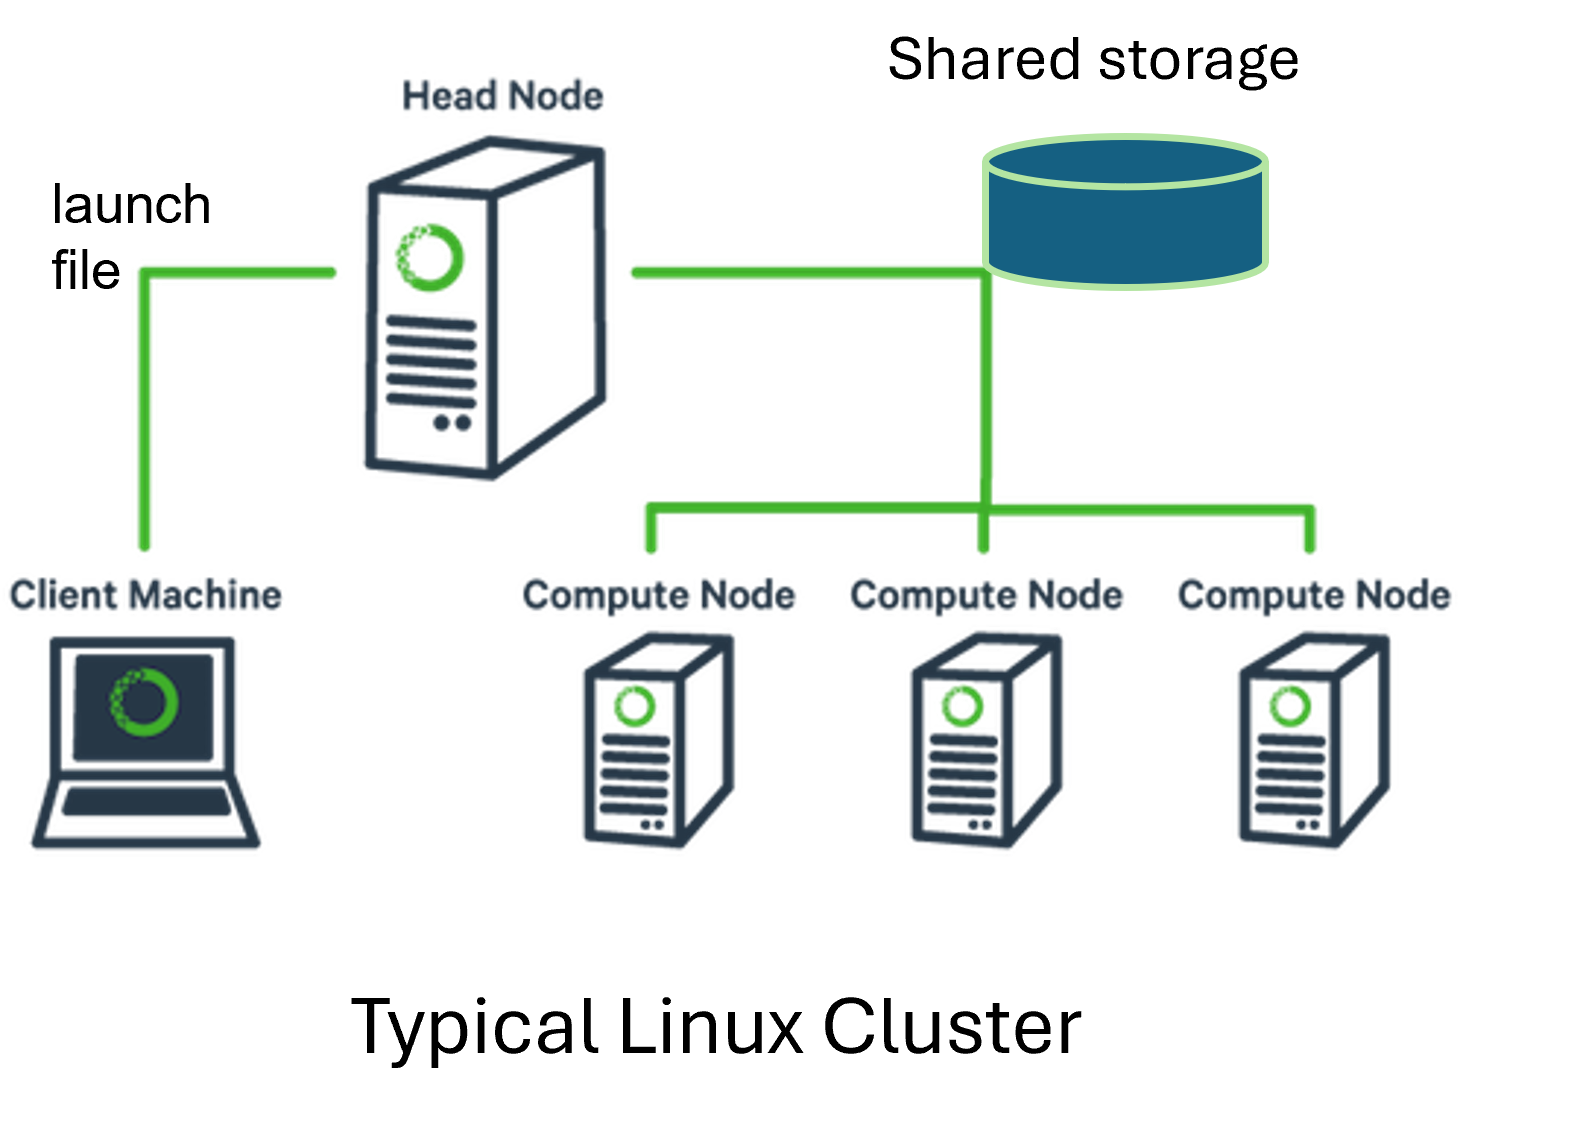 Shared storage
Head Node
launch
file
Client Machine
Compute Node
Compute Node
Compute Node
Typical Linux Cluster